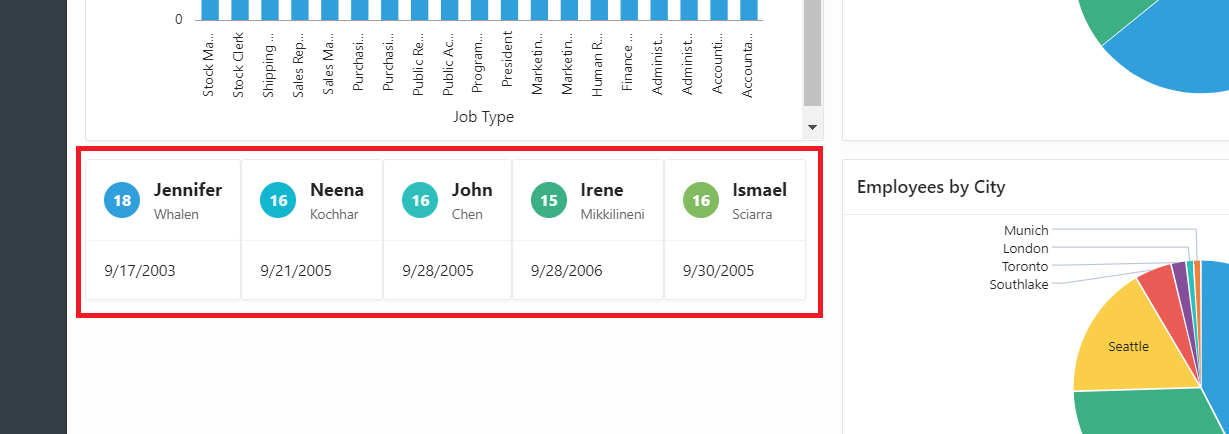 0
Stock Ma...
Stock Clerk
Shipping ...
Sales Rep...
Sales Ma...
Purchasi...
Purchasi...
Public Re...
Public Ac...
Program...
President
Marketin...
Marketin...
Human R...
Finance ...
Administ...
Administ...
Accounti...
Accounta...
Job Type
18 Jennifer
Whalen
9/17/2003
16 Neena
Kochhar
9/21/2005
16 John
Chen
9/28/2005
15 Irene
Mikkilineni
9/28/2006
16 Ismael
Sciarra
9/30/2005
Employees by City
Munich
London
Toronto
Southlake
Seattle